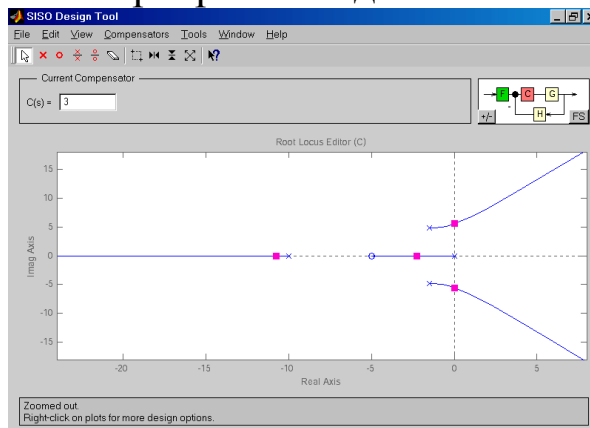 SISO Design Tool
File Edit View Compensators Tools Window Help
Current Compensator
C(s) = 3
F C G
H
+/- FS
Root Locus Editor (C)
15
10
5
0
-5
-10
-15
Imag Axis
-20 -15 -10 -5 0 5
Real Axis
Zoomed out.
Right-click on plots for more design options.